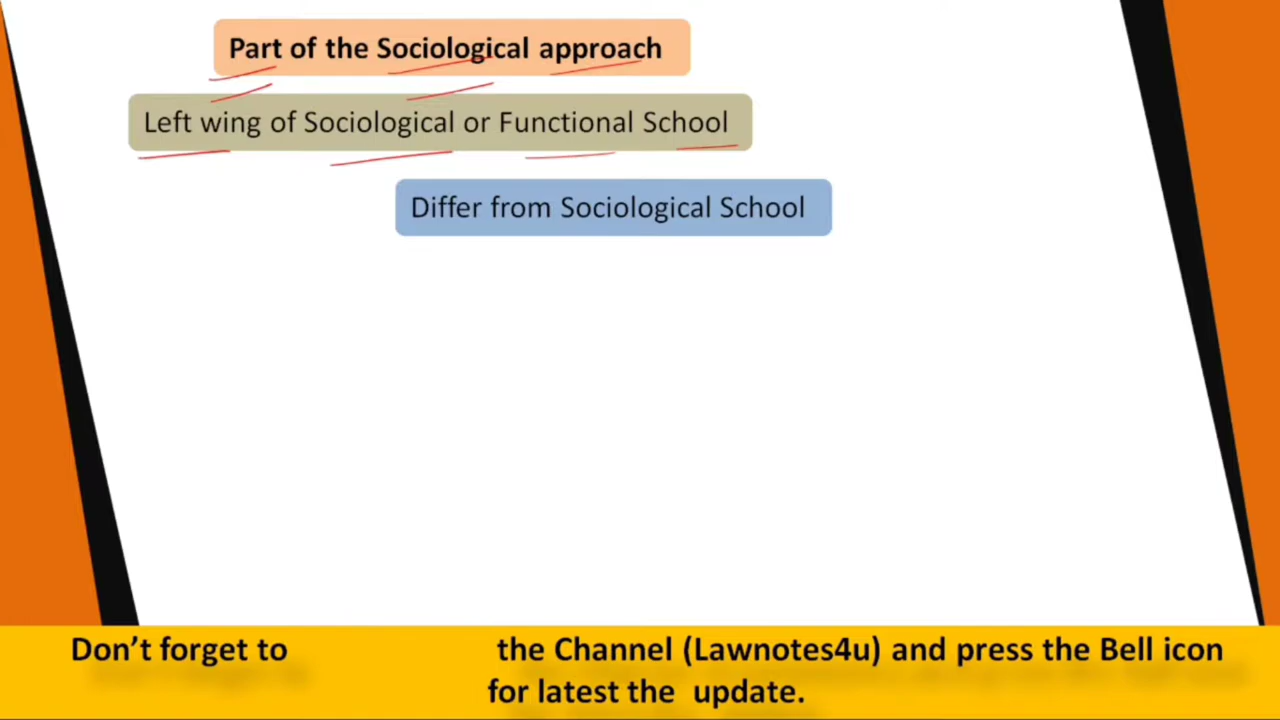 Part of the Sociological approach
Left wing of Sociological or Functional School
Differ from Sociological School
Don’t forget to the Channel (Lawnotes4u) and press the Bell icon
for latest the update.